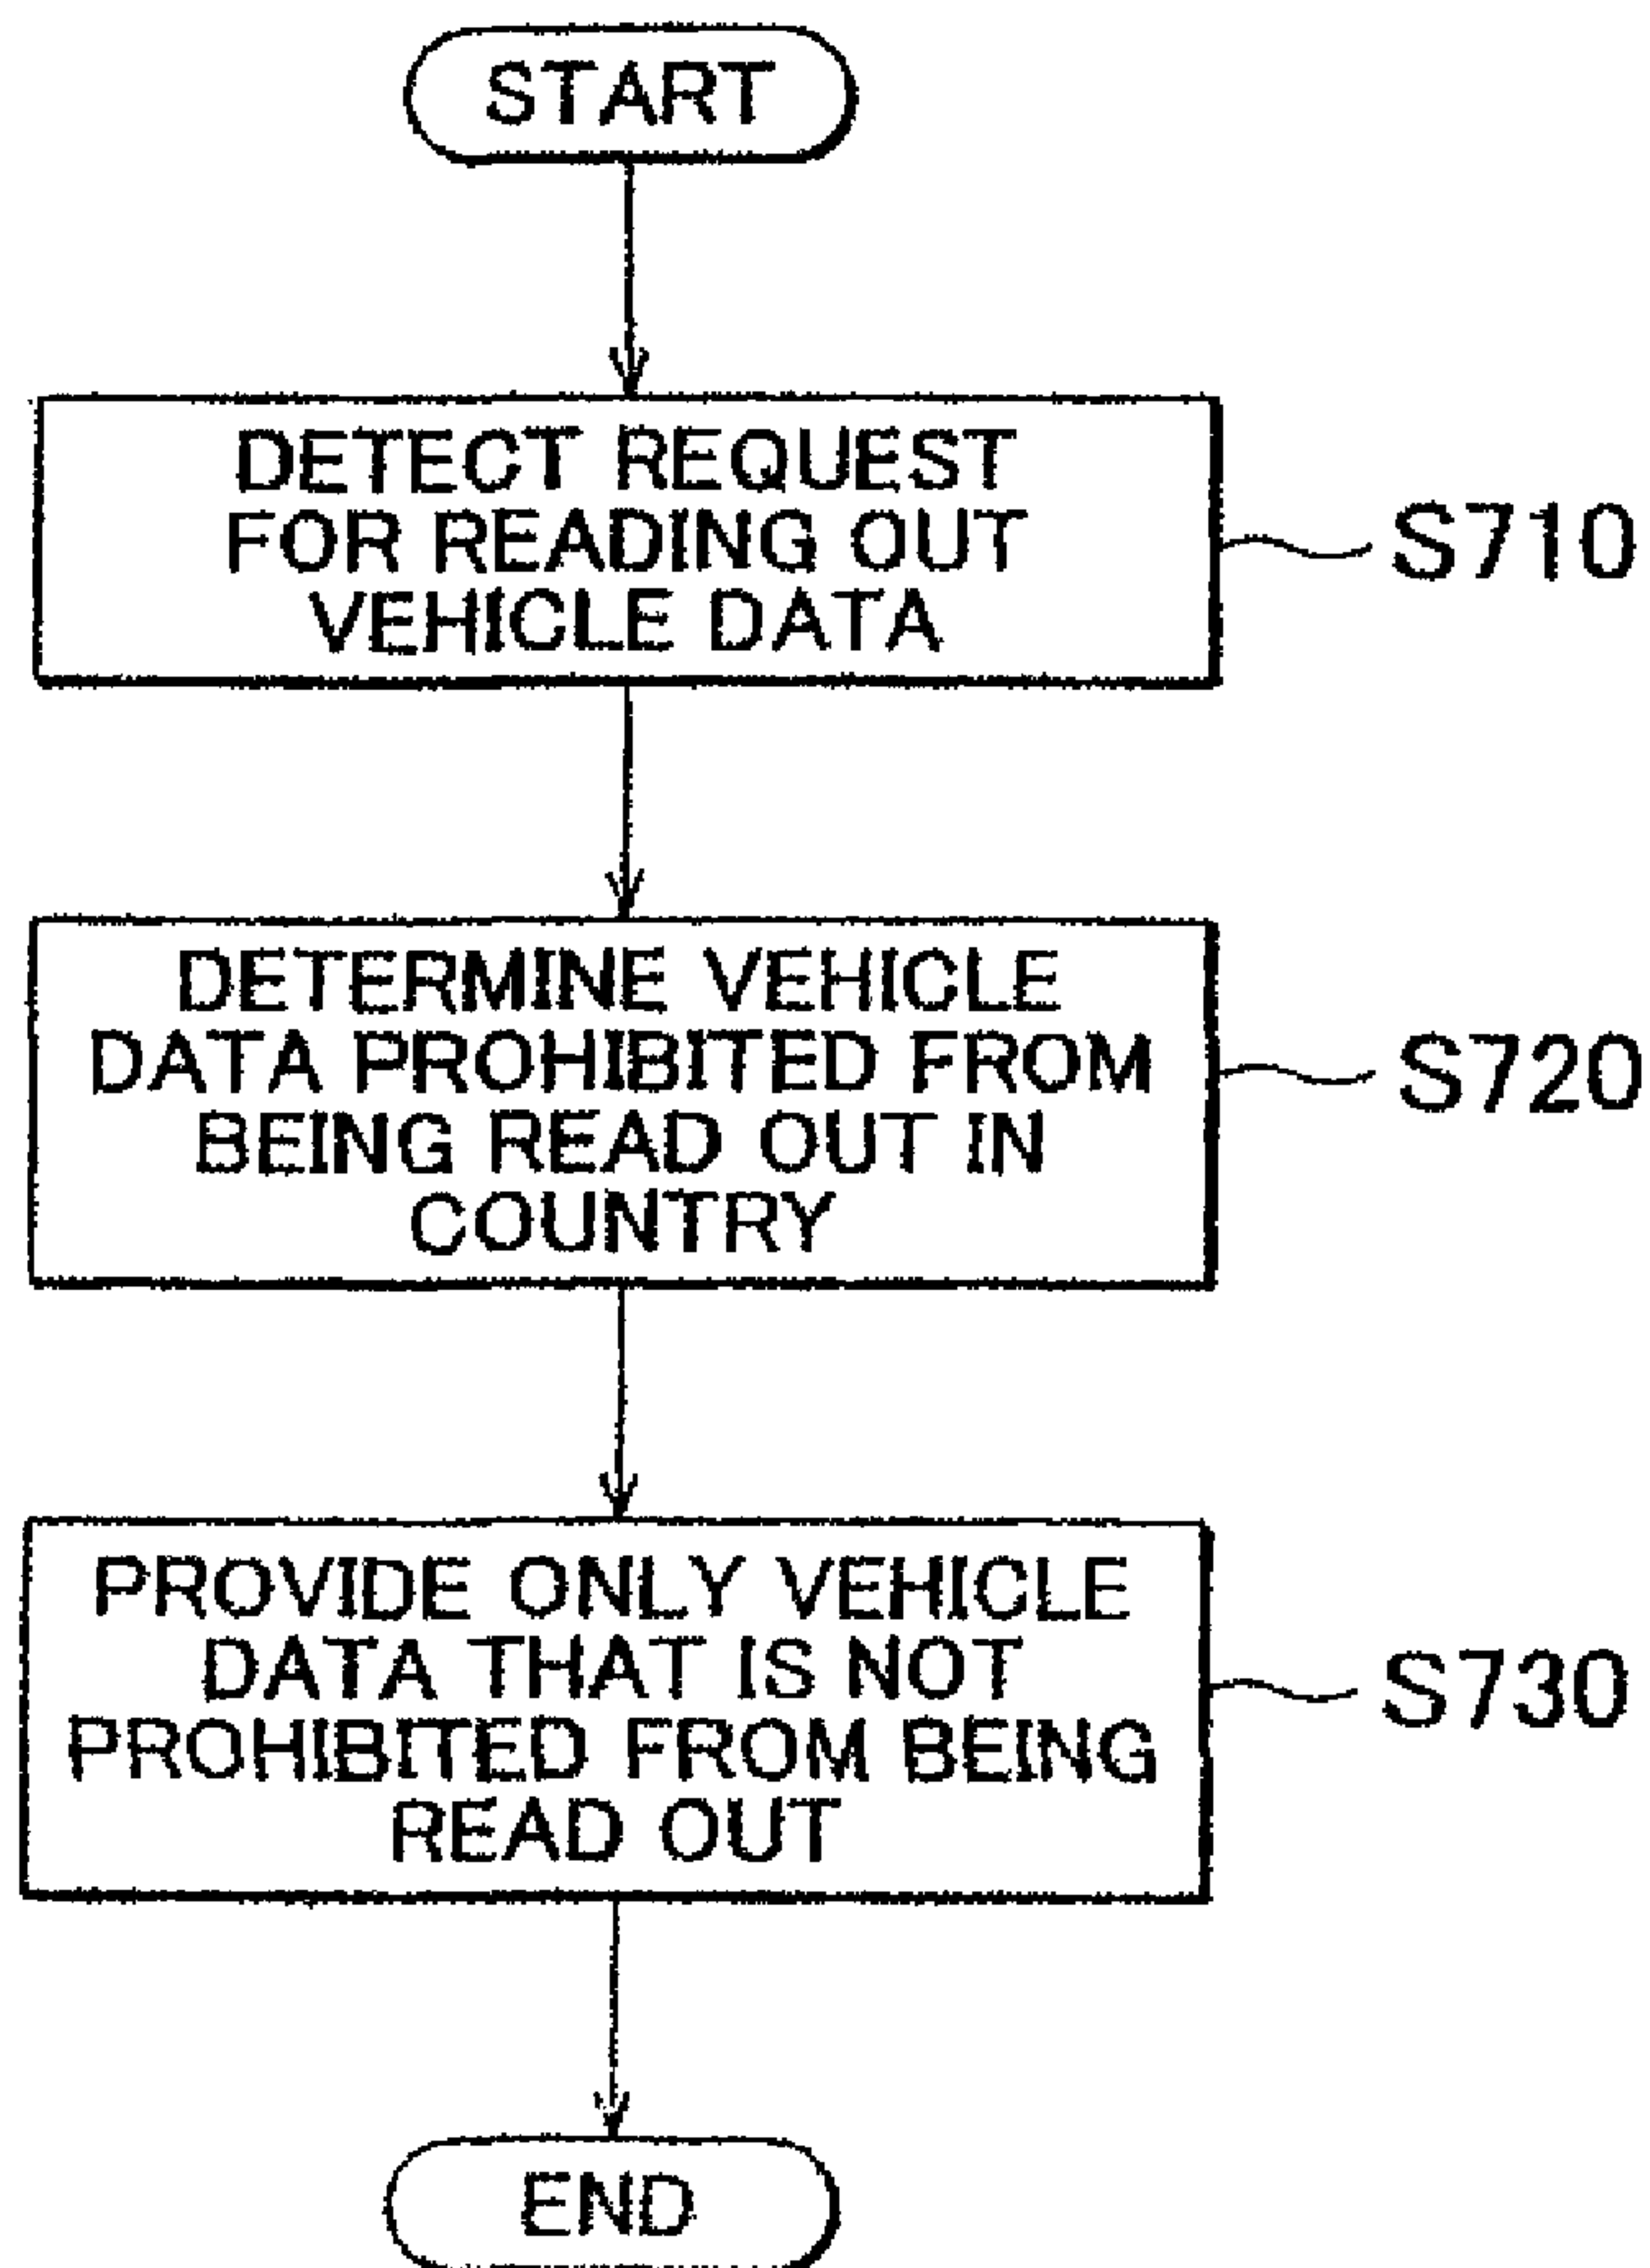 START
DETECT REQUEST
FOR READING OUT
VEHICLE DATA
S710
DETERMINE VEHICLE
DATA PROHIBITED FROM
BEING READ OUT IN
COUNTRY
S720
PROVIDE ONLY VEHICLE
DATA THAT IS NOT
PROHIBITED FROM BEING
READ OUT
S730
END